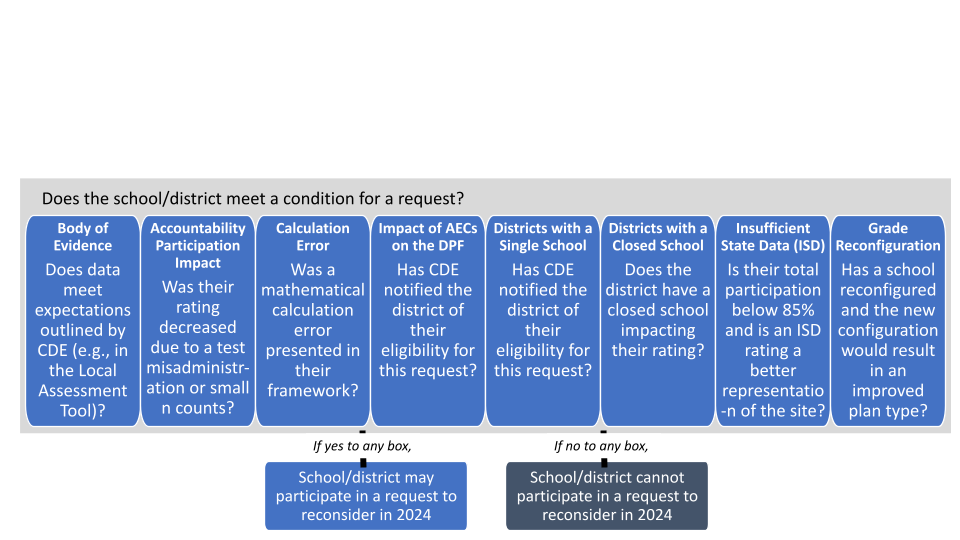 Does the school/district meet a condition for a request?
Body of
Evidence
Does data
meet
expectations
outlined by
CDE (e.g., in
the Local
Assessment
Tool)?
Accountability
Participation
Impact
Was their
rating
decreased
due to a test
misadministr-
ation or small
n counts?
Calculation
Error
Was a
mathematical
calculation
error
presented in
their
framework?
Impact of AECs
on the DPF
Has CDE
notified the
district of
their
eligibility for
this request?
Districts with a
Single School
Has CDE
notified the
district of
their
eligibility for
this request?
Districts with a
Closed School
Does the
district have a
closed school
impacting
their rating?
Insufficient
State Data (ISD)
Is their total
participation
below 85%
and is an ISD
rating a
better
representatio
-n of the site?
Grade
Reconfiguration
Has a school
reconfigured
and the new
configuration
would result
in an
improved
plan type?
If yes to any box,
School/district may
participate in a request to
reconsider in 2024
If no to any box,
School/district cannot
participate in a request to
reconsider in 2024